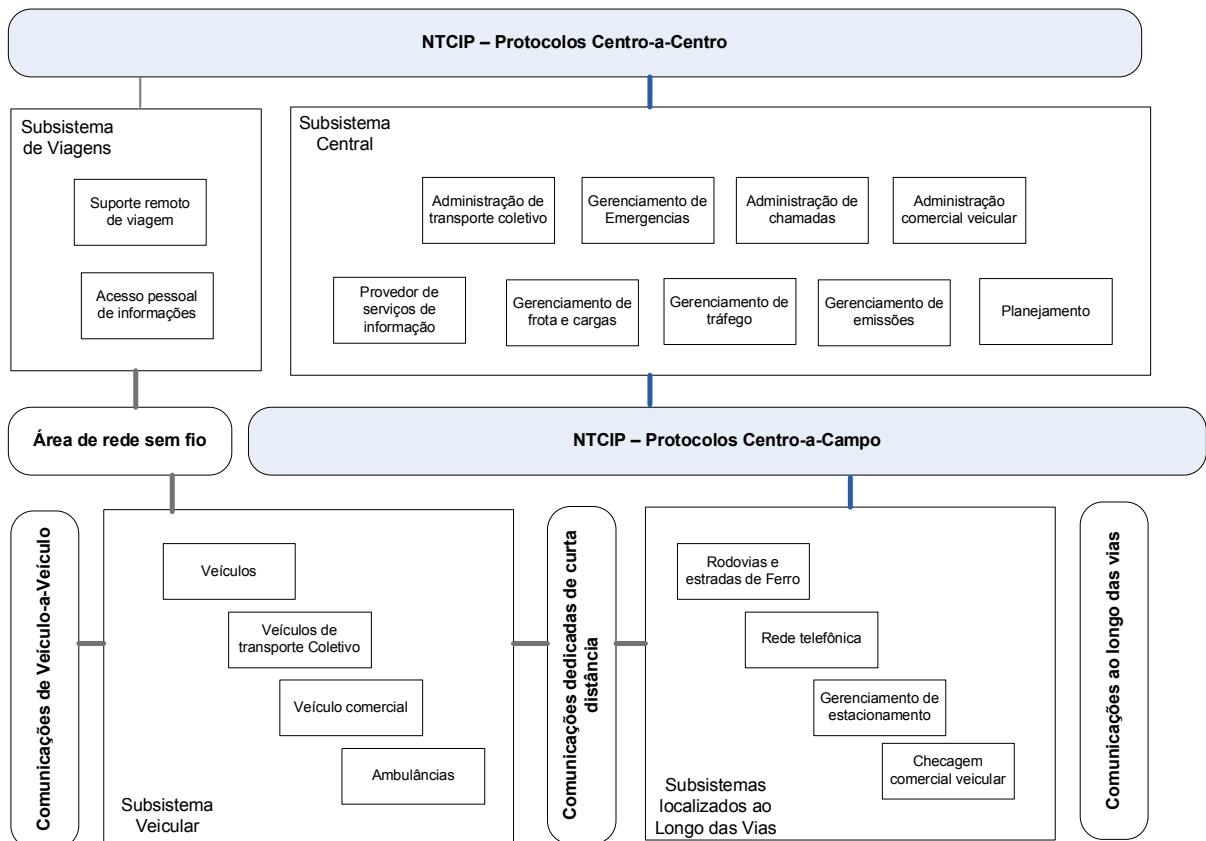 NTCIP – Protocolos Centro-a-Centro
Subsistema
de Viagens
Suporte remoto
de viagem
Acesso pessoal
de informações
Subsistema
Central
Administração de
transporte coletivo
Gerenciamento de
Emergencias
Administração de
chamadas
Administração
comercial veicular
Provedor de
serviços de
informação
Gerenciamento de
frota e cargas
Gerenciamento de
tráfego
Gerenciamento de
emissões
Planejamento
Área de rede sem fio
NTCIP – Protocolos Centro-a-Campo
Comunicações de Veículo-a-Veículo
Veículos
Veículos de
transporte Coletivo
Veículo comercial
Ambulâncias
Subsistema
Veicular
Comunicações dedicadas de curta
distância
Rodovias e
estradas de Ferro
Rede telefônica
Gerenciamento de
estacionamento
Checagem
comercial veicular
Subsistemas
localizados ao
Longo das Vias
Comunicações ao longo das vias